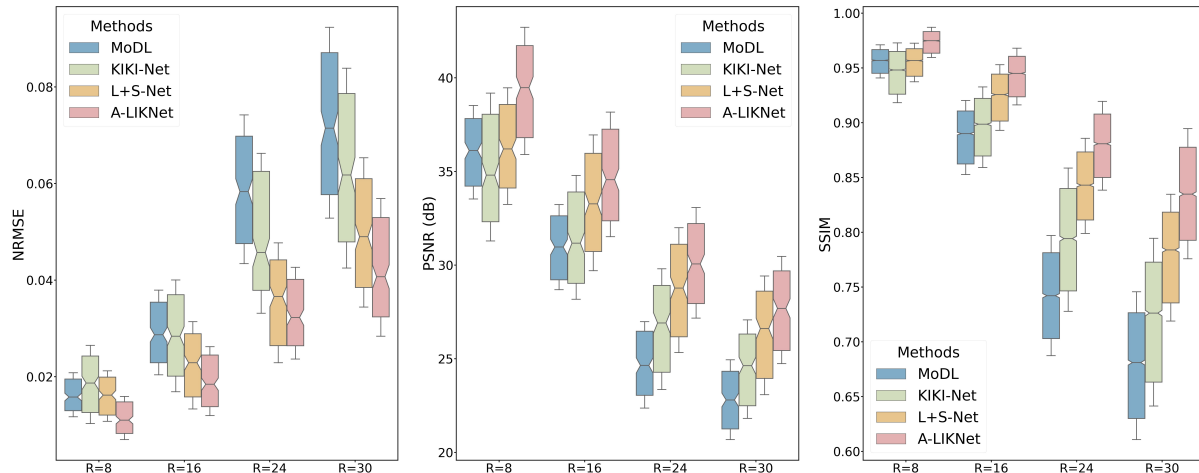 Methods
MoDL
KIKI-Net
L+S-Net
A-LIKNet
NRMSE
0.08
0.06
0.04
0.02
R=8
R=16
R=24
R=30
Methods
MoDL
KIKI-Net
L+S-Net
A-LIKNet
PSNR (dB)
40
35
30
25
20
R=8
R=16
R=24
R=30
1.00
0.95
0.90
0.85
0.80
0.75
0.70
0.65
0.60
SSIM
Methods
MoDL
KIKI-Net
L+S-Net
A-LIKNet
R=8
R=16
R=24
R=30